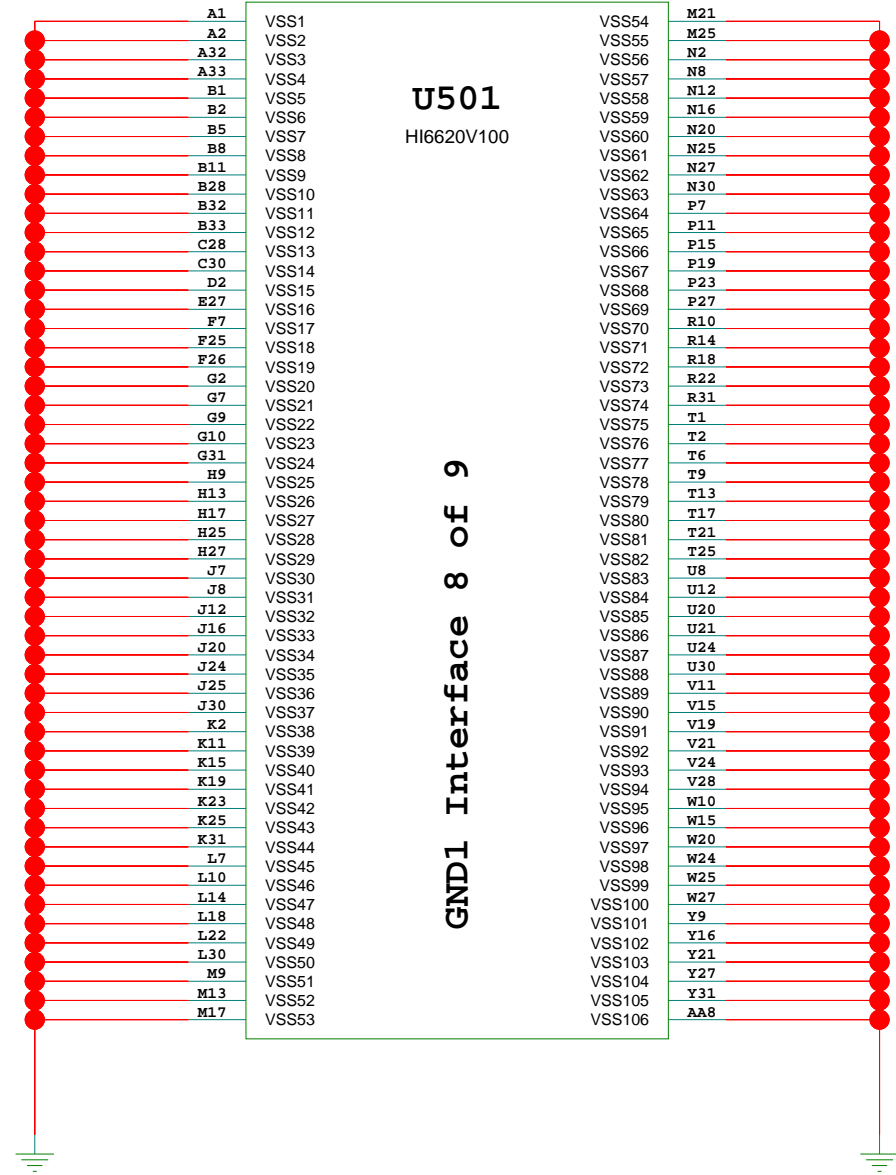 A1 VSS1 VSS54 M21
A2 VSS2 VSS55 M25
A32 VSS3 VSS56 N2
A33 VSS4 VSS57 N8
B1 VSS5 VSS58 N12
B2 VSS6 VSS59 N16
B5 VSS7 VSS60 N20
B8 VSS8 VSS61 N25
B11 VSS9 VSS62 N27
B28 VSS10 VSS63 N30
B32 VSS11 VSS64 P7
B33 VSS12 VSS65 P11
C28 VSS13 VSS66 P15
C30 VSS14 VSS67 P19
D2 VSS15 VSS68 P23
E27 VSS16 VSS69 P27
F7 VSS17 VSS70 R10
F25 VSS18 VSS71 R14
F26 VSS19 VSS72 R18
G2 VSS20 VSS73 R22
G7 VSS21 VSS74 R31
G9 VSS22 VSS75 T1
G10 VSS23 VSS76 T2
G31 VSS24 VSS77 T6
H9 VSS25 VSS78 T9
H13 VSS26 VSS79 T13
H17 VSS27 VSS80 T17
H25 VSS28 VSS81 T21
H27 VSS29 VSS82 T25
J7 VSS30 VSS83 U8
J8 VSS31 VSS84 U12
J12 VSS32 VSS85 U20
J16 VSS33 VSS86 U21
J20 VSS34 VSS87 U24
J24 VSS35 VSS88 U30
J25 VSS36 VSS89 V11
J30 VSS37 VSS90 V15
K2 VSS38 VSS91 V19
K11 VSS39 VSS92 V21
K15 VSS40 VSS93 V24
K19 VSS41 VSS94 V28
K23 VSS42 VSS95 W10
K25 VSS43 VSS96 W15
K31 VSS44 VSS97 W20
L7 VSS45 VSS98 W24
L10 VSS46 VSS99 W25
L14 VSS47 VSS100 W27
L18 VSS48 VSS101 Y9
L22 VSS49 VSS102 Y16
L30 VSS50 VSS103 Y21
M9 VSS51 VSS104 Y27
M13 VSS52 VSS105 Y31
M17 VSS53 VSS106 AA8
U501
HI6620V100
GND1 Interface 8 of 9